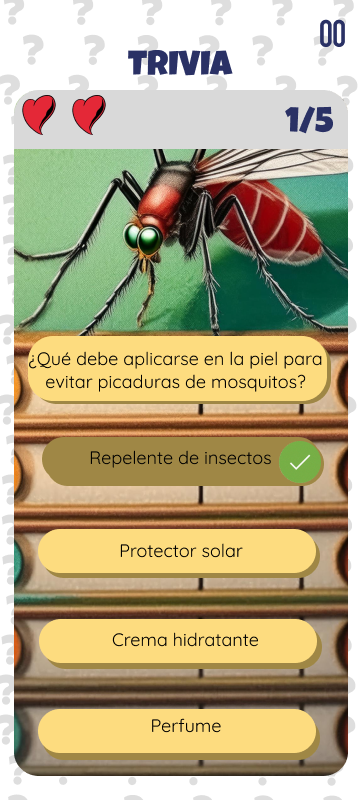 TRIVIA
1/5
¿Qué debe aplicarse en la piel para
evitar picaduras de mosquitos?
Repelente de insectos
Protector solar
Crema hidratante
Perfume